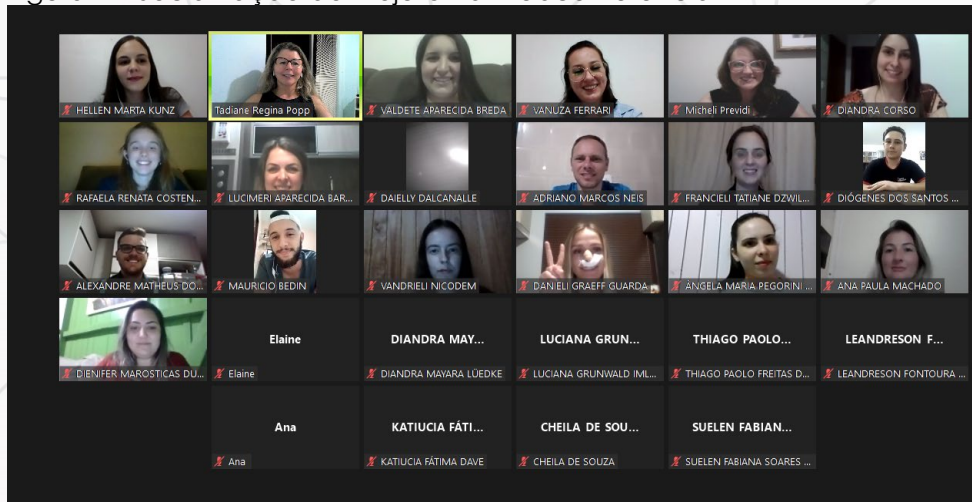 HELLEN MARTA KUNZ
Tadiane Regina Popp
VALDETE APARECIDA BREDA
VANUZA FERRARI
Micheli Previdi
DIANDRA CORSO
RAFAELA RENATA COSTEN...
LUCIMERI APARECIDA BAR...
DAIELLY DALCANALLE
ADRIANO MARCOS NEIS
FRANCIELI TATIANE DZWIL...
DIÓGENES DOS SANTOS ...
ALEXANDRE MATHEUS DO...
MAURICIO BEDIN
VANDRIELI NICODEM
DANIELI GRAEFF GUARDA
ÂNGELA MARIA PEGORINI ...
ANA PAULA MACHADO
DIENIFER MAROSTICAS DU...
Elaine
Elaine
DIANDRA MAY...
DIANDRA MAYARA LÜEDKE
LUCIANA GRUN...
LUCIANA GRUNWALD IML...
THIAGO PAOLO...
THIAGO PAOLO FREITAS D...
LEANDRESON F...
LEANDRESON FONTOURA ...
Ana
Ana
KATIUCIA FÁTI...
KATIUCIA FÁTIMA DAVE
CHEILA DE SOU...
CHEILA DE SOUZA
SUELEN FABIAN...
SUELEN FABIANA SOARES ...